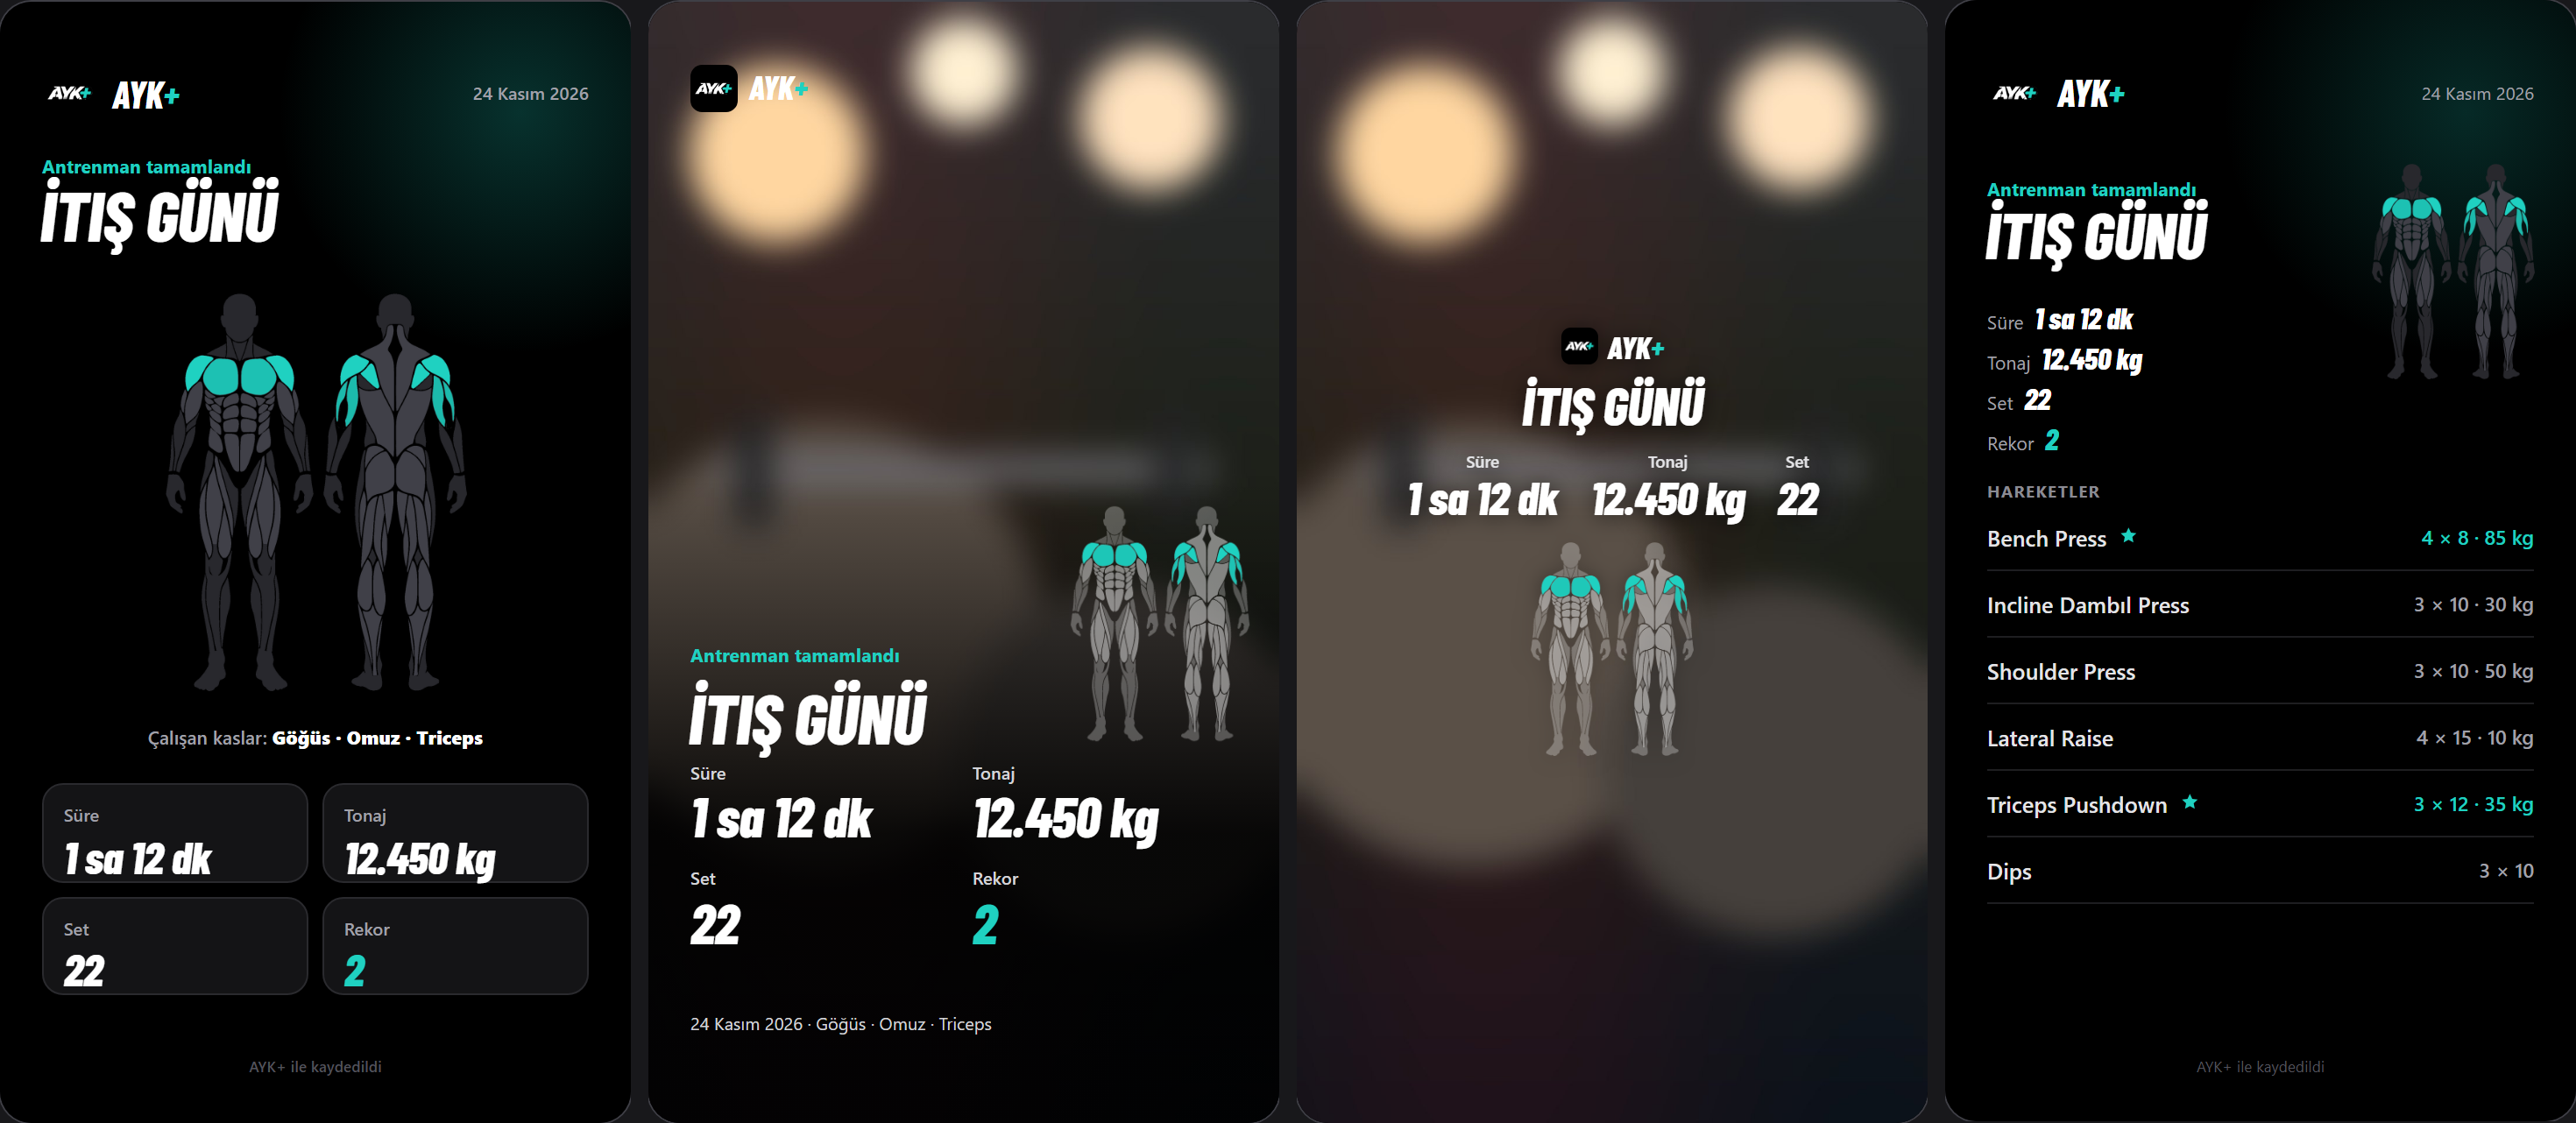 AYK+ AYK+ 24 Kasım 2026
Antrenman tamamlandı
İTIŞ GÜNÜ
Çalışan kaslar: Göğüs · Omuz · Triceps
Süre
1 sa 12 dk
Tonaj
12.450 kg
Set
22
Rekor
2
AYK+ ile kaydedildi
AYK+ AYK+
Antrenman tamamlandı
İTIŞ GÜNÜ
Süre
1 sa 12 dk
Tonaj
12.450 kg
Set
22
Rekor
2
24 Kasım 2026 · Göğüs · Omuz · Triceps
AYK+ AYK+
İTIŞ GÜNÜ
Süre
1 sa 12 dk
Tonaj
12.450 kg
Set
22
AYK+ AYK+ 24 Kasım 2026
Antrenman tamamlandı
İTIŞ GÜNÜ
Süre 1 sa 12 dk
Tonaj 12.450 kg
Set 22
Rekor 2
HAREKETLER
Bench Press ★ 4 × 8 · 85 kg
Incline Dambıl Press 3 × 10 · 30 kg
Shoulder Press 3 × 10 · 50 kg
Lateral Raise 4 × 15 · 10 kg
Triceps Pushdown ★ 3 × 12 · 35 kg
Dips 3 × 10
AYK+ ile kaydedildi